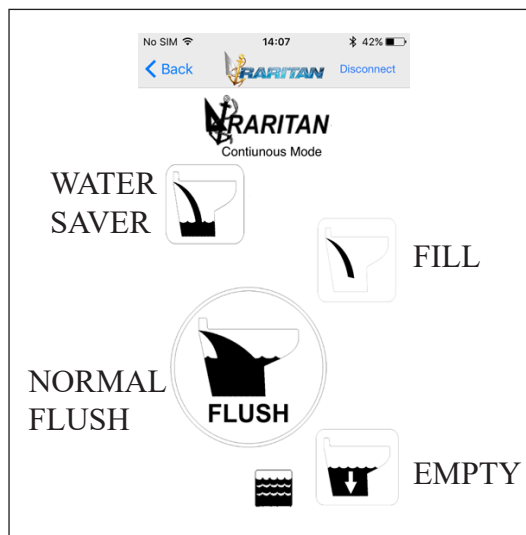 No SIM 14:07 42%
Back RARITAN Disconnect
RARITAN
Contiunous Mode
WATER
SAVER
FILL
NORMAL
FLUSH
FLUSH
EMPTY